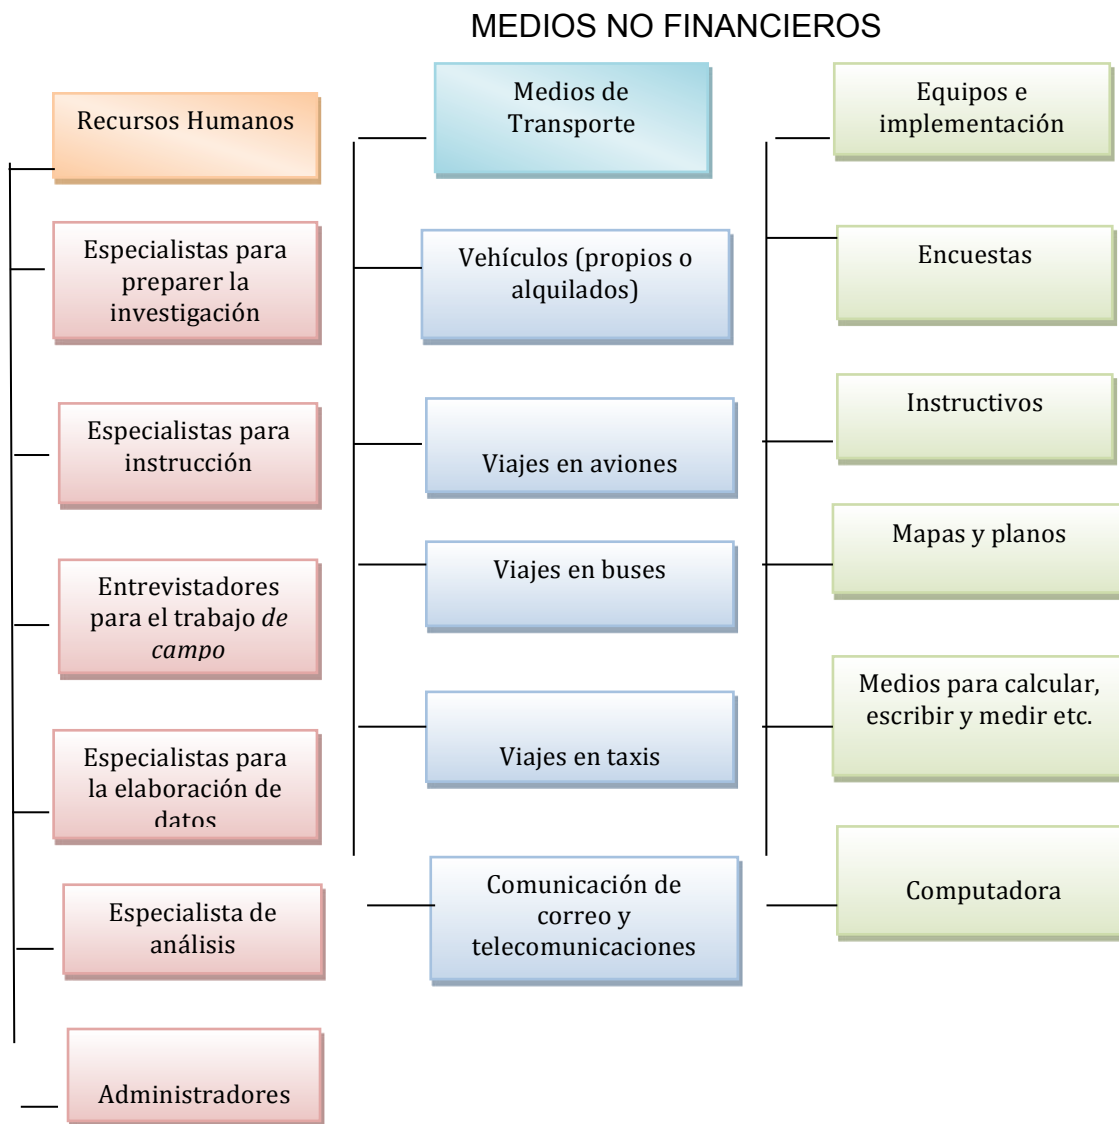 MEDIOS NO FINANCIEROS
Recursos Humanos
Especialistas para
preparer la
investigación
Especialistas para
instrucción
Entrevistadores
para el trabajo de
campo
Especialistas para
la elaboración de
datos
Especialista de
análisis
Administradores
Medios de
Transporte
Vehículos (propios o
alquilados)
Viajes en aviones
Viajes en buses
Viajes en taxis
Comunicación de
correo y
telecomunicaciones
Equipos e
implementación
Encuestas
Instructivos
Mapas y planos
Medios para calcular,
escribir y medir etc.
Computadora